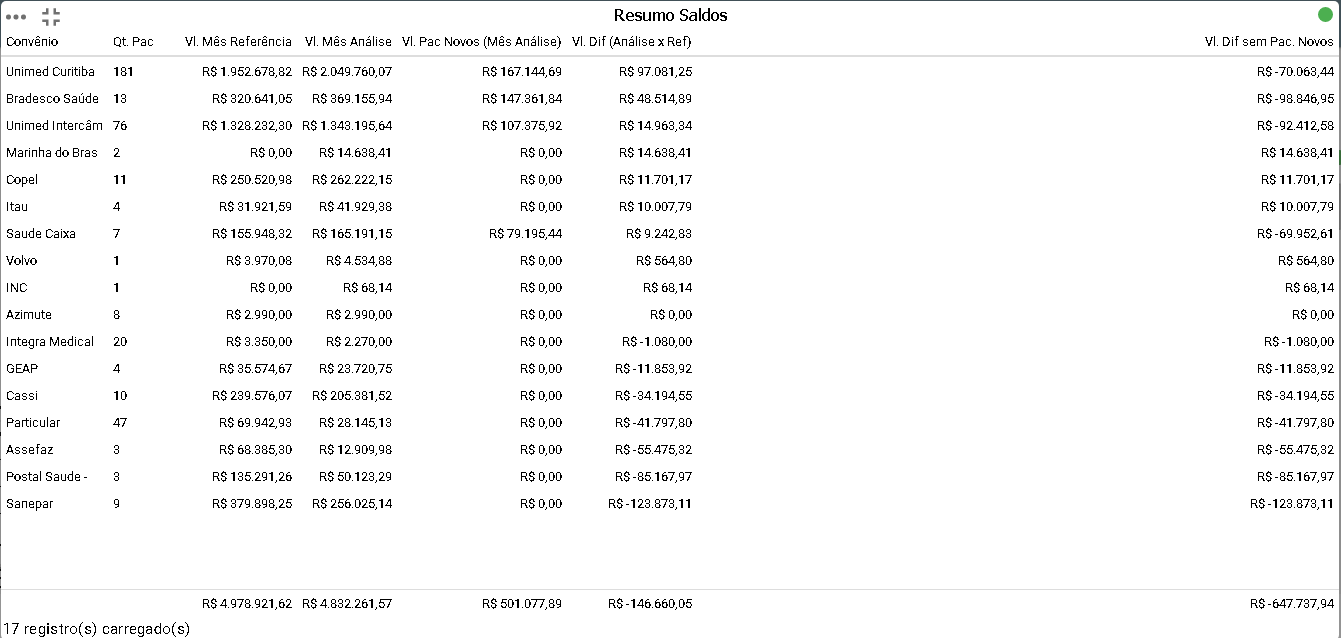 Resumo Saldos
Convênio Qt. Pac Vl. Mês Referência Vl. Mês Análise Vl. Pac Novos (Mês Análise) Vl. Dif (Análise x Ref) Vl. Dif sem Pac. Novos
Unimed Curitiba 181 R$ 1.952.678,82 R$ 2.049.760,07 R$ 167.144,69 R$ 97.081,25 R$ -70.063,44
Bradesco Saúde 13 R$ 320.641,05 R$ 369.155,94 R$ 147.361,84 R$ 48.514,89 R$ -98.846,95
Unimed Intercâm 76 R$ 1.328.232,30 R$ 1.343.195,64 R$ 107.375,92 R$ 14.963,34 R$ -92.412,58
Marinha do Bras 2 R$ 0,00 R$ 14.638,41 R$ 0,00 R$ 14.638,41 R$ 14.638,41
Copel 11 R$ 250.520,98 R$ 262.222,15 R$ 0,00 R$ 11.701,17 R$ 11.701,17
Itau 4 R$ 31.921,59 R$ 41.929,38 R$ 0,00 R$ 10.007,79 R$ 10.007,79
Saude Caixa 7 R$ 155.948,32 R$ 165.191,15 R$ 79.195,44 R$ 9.242,83 R$ -69.952,61
Volvo 1 R$ 3.970,08 R$ 4.534,88 R$ 0,00 R$ 564,80 R$ 564,80
INC 1 R$ 0,00 R$ 68,14 R$ 0,00 R$ 68,14 R$ 68,14
Azimute 8 R$ 2.990,00 R$ 2.990,00 R$ 0,00 R$ 0,00 R$ 0,00
Integra Medical 20 R$ 3.350,00 R$ 2.270,00 R$ 0,00 R$ -1.080,00 R$ -1.080,00
GEAP 4 R$ 35.574,67 R$ 23.720,75 R$ 0,00 R$ -11.853,92 R$ -11.853,92
Cassi 10 R$ 239.576,07 R$ 205.381,52 R$ 0,00 R$ -34.194,55 R$ -34.194,55
Particular 47 R$ 69.942,93 R$ 28.145,13 R$ 0,00 R$ -41.797,80 R$ -41.797,80
Assefaz 3 R$ 68.385,30 R$ 12.909,98 R$ 0,00 R$ -55.475,32 R$ -55.475,32
Postal Saude - 3 R$ 135.291,26 R$ 50.123,29 R$ 0,00 R$ -85.167,97 R$ -85.167,97
Sanepar 9 R$ 379.898,25 R$ 256.025,14 R$ 0,00 R$ -123.873,11 R$ -123.873,11
R$ 4.978.921,62 R$ 4.832.261,57 R$ 501.077,89 R$ -146.660,05 R$ -647.737,94
17 registro(s) carregado(s)